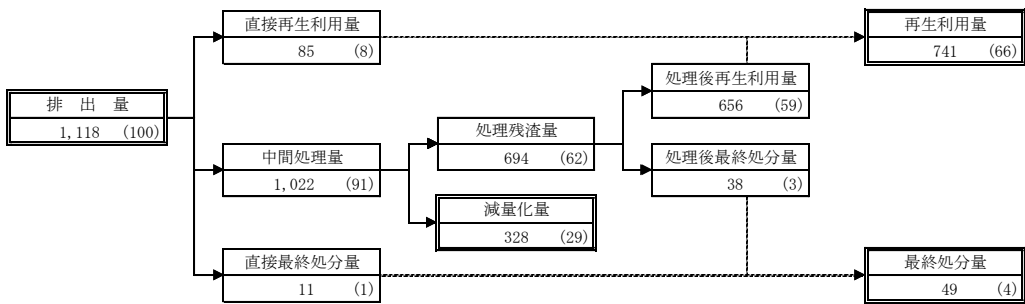 直接再生利用量
85 (8)
再生利用量
741 (66)
処理後再生利用量
656 (59)
排 出 量
1,118 (100)
処理残渣量
694 (62)
中間処理量
1,022 (91)
処理後最終処分量
38 (3)
減量化量
328 (29)
直接最終処分量
11 (1)
最終処分量
49 (4)